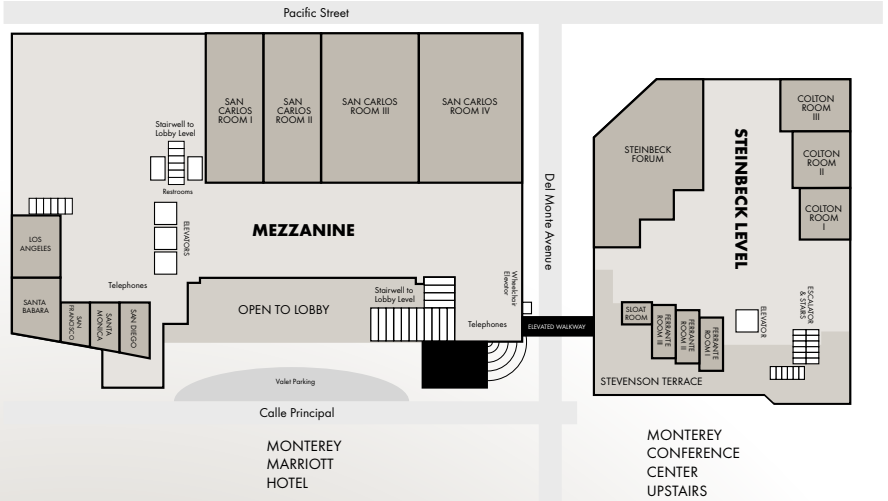 Pacific Street
SAN
CARLOS
ROOM I
SAN
CARLOS
ROOM II
SAN CARLOS
ROOM III
SAN CARLOS
ROOM IV
Stairwell to
Lobby Level
Restrooms
ELEVATORS
MEZZANINE
LOS
ANGELES
SANTA
BABARA
SAN
FRANCISCO
SANTA
MONICA
SAN DIEGO
Telephones
OPEN TO LOBBY
Stairwell to
Lobby Level
Wheelchair
Elevator
Telephones
ELEVATED WALKWAY
Valet Parking
Calle Principal
Del Monte Avenue
MONTEREY
MARRIOTT
HOTEL
STEINBECK
FORUM
STEINBECK LEVEL
COLTON
ROOM
III
COLTON
ROOM
II
COLTON
ROOM
I
SLOAT
ROOM
FERRANTE
ROOM III
FERRANTE
ROOM II
FERRANTE
ROOM I
ELEVATOR
ESCALATOR
& STAIRS
STEVENSON TERRACE
MONTEREY
CONFERENCE
CENTER
UPSTAIRS